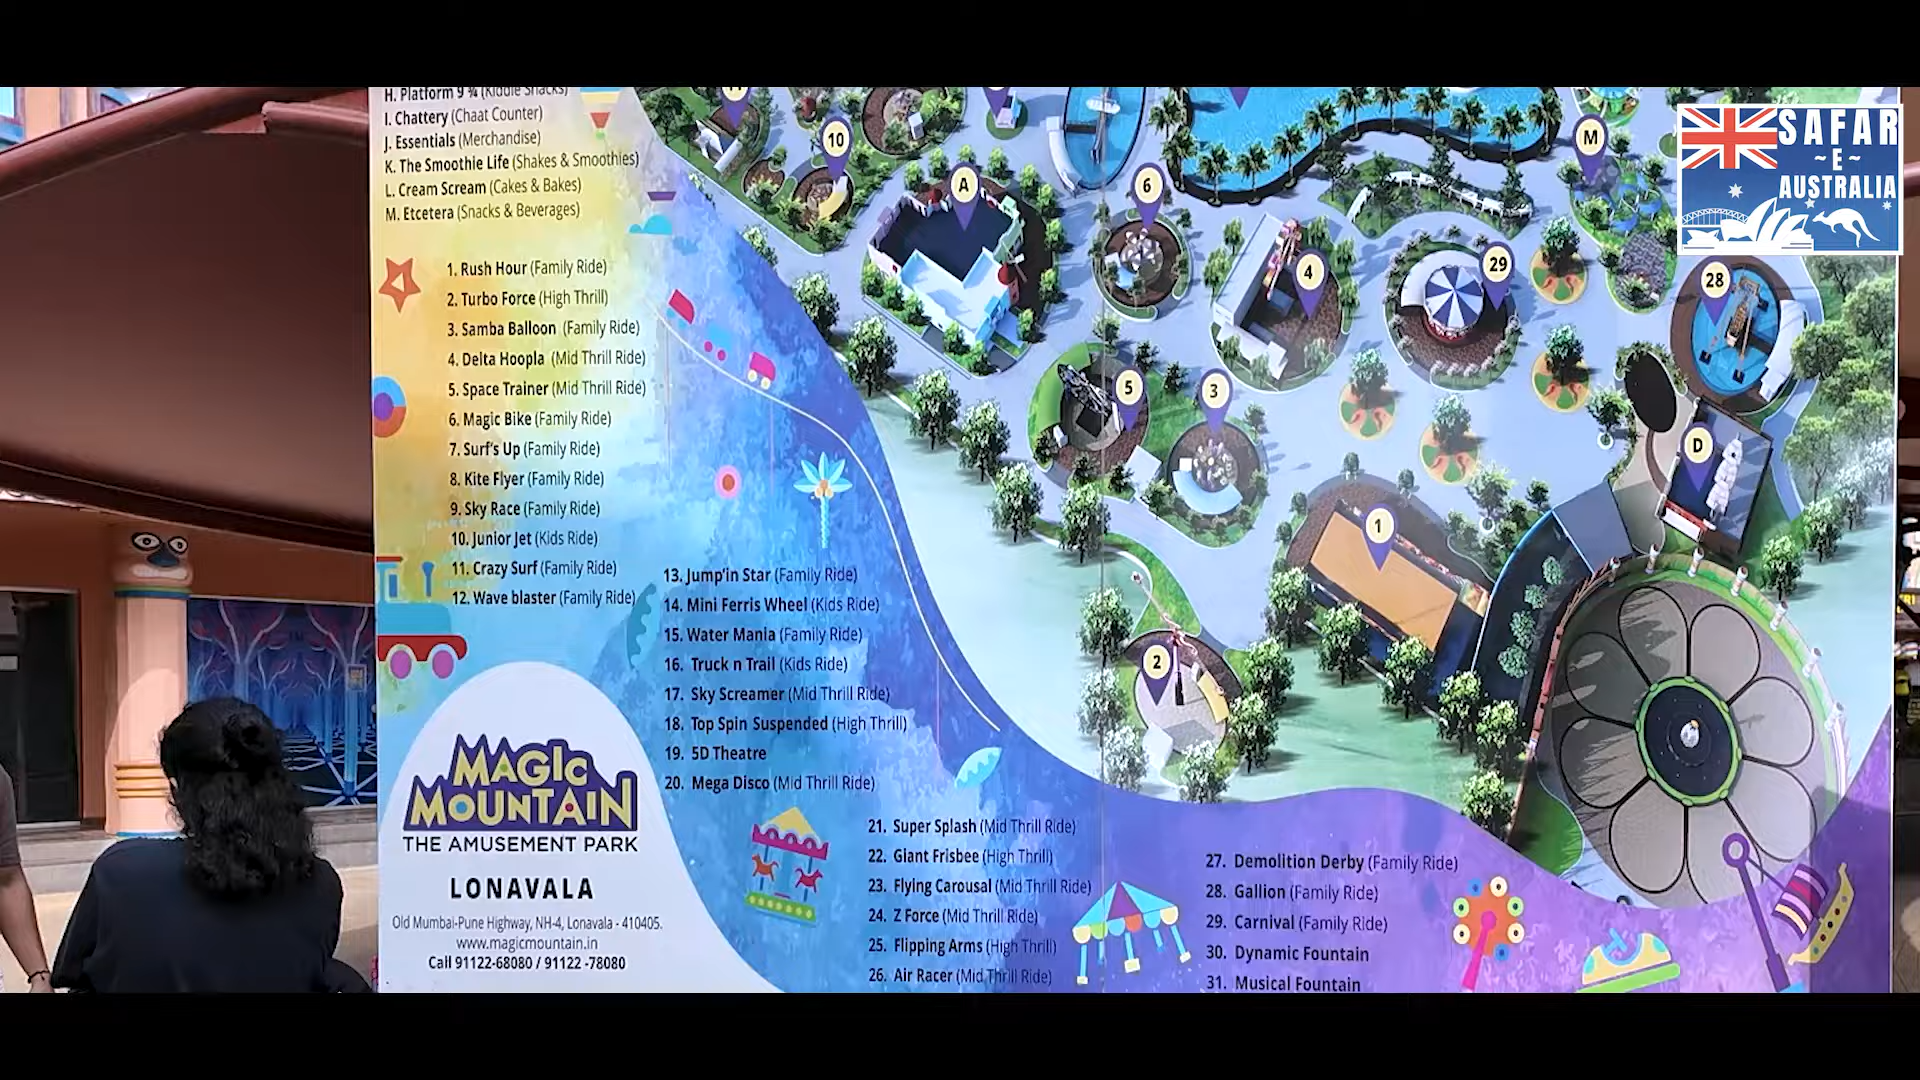 H. Platform 9 ¾ (Kiddie Snacks)
I. Chattery (Chaat Counter)
J. Essentials (Merchandise)
K. The Smoothie Life (Shakes & Smoothies)
L. Cream Scream (Cakes & Bakes)
M. Etcetera (Snacks & Beverages)
1. Rush Hour (Family Ride)
2. Turbo Force (High Thrill)
3. Samba Balloon (Family Ride)
4. Delta Hoopla (Mid Thrill Ride)
5. Space Trainer (Mid Thrill Ride)
6. Magic Bike (Family Ride)
7. Surf's Up (Family Ride)
8. Kite Flyer (Family Ride)
9. Sky Race (Family Ride)
10. Junior Jet (Kids Ride)
11. Crazy Surf (Family Ride)
12. Wave blaster (Family Ride)
13. Jump'in Star (Family Ride)
14. Mini Ferris Wheel (Kids Ride)
15. Water Mania (Family Ride)
16. Truck n Trail (Kids Ride)
17. Sky Screamer (Mid Thrill Ride)
18. Top Spin Suspended (High Thrill)
19. 5D Theatre
20. Mega Disco (Mid Thrill Ride)
21. Super Splash (Mid Thrill Ride)
22. Giant Frisbee (High Thrill)
23. Flying Carousal (Mid Thrill Ride)
24. Z Force (Mid Thrill Ride)
25. Flipping Arms (High Thrill)
26. Air Racer (Mid Thrill Ride)
27. Demolition Derby (Family Ride)
28. Gallion (Family Ride)
29. Carnival (Family Ride)
30. Dynamic Fountain
31. Musical Fountain
MAGIC
MOUNTAIN
THE AMUSEMENT PARK
LONAVALA
Old Mumbai-Pune Highway, NH-4, Lonavala - 410405.
www.magicmountain.in
Call 91122-68080 / 91122 -78080
10
A
6
M
4
29
28
5
3
D
1
2
SAFAR
~E~
AUSTRALIA